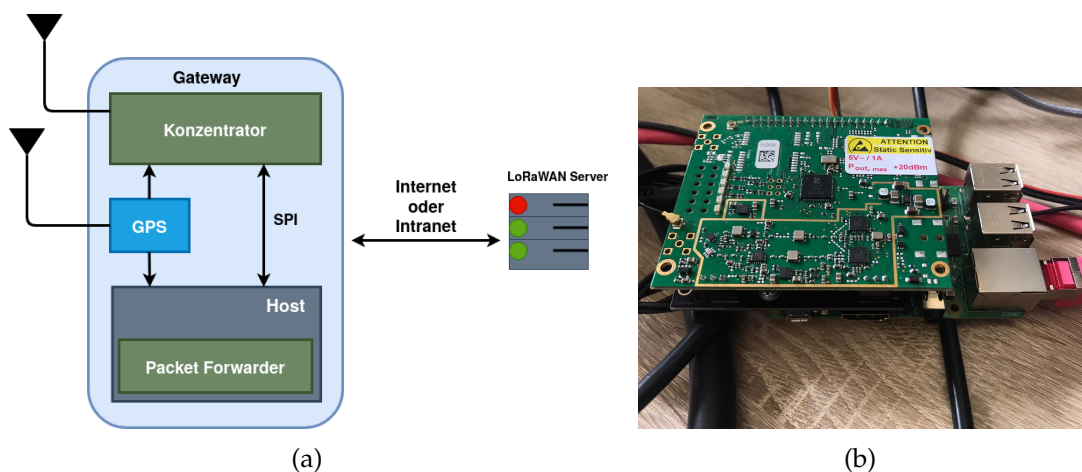 Gateway
Konzentrator
GPS
SPI
Host
Packet Forwarder
Internet
oder
Intranet
LoRaWAN Server
ATTENTION
Static Sensitiv
5V⎓/ 1A
Pout, max +20dBm
(a)
(b)